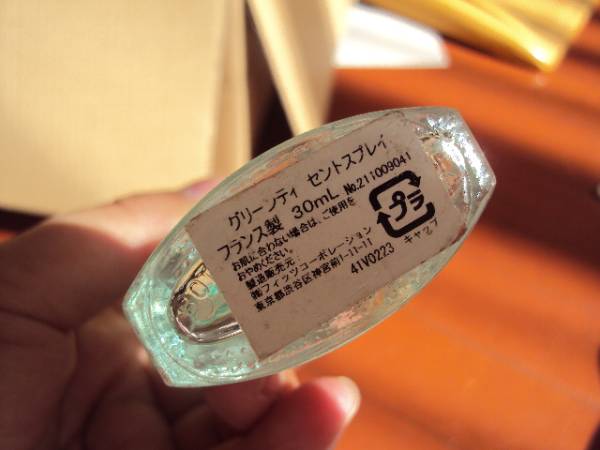 グリーンティ セントスプレイ
フランス製 30mL No.211009041
お肌に合わない場合は、ご使用を
おやめください。
製造販売元：
㈱フィッツコーポレーション
東京都渋谷区神宮前1-11-11
41V0223
プラ
キャップ